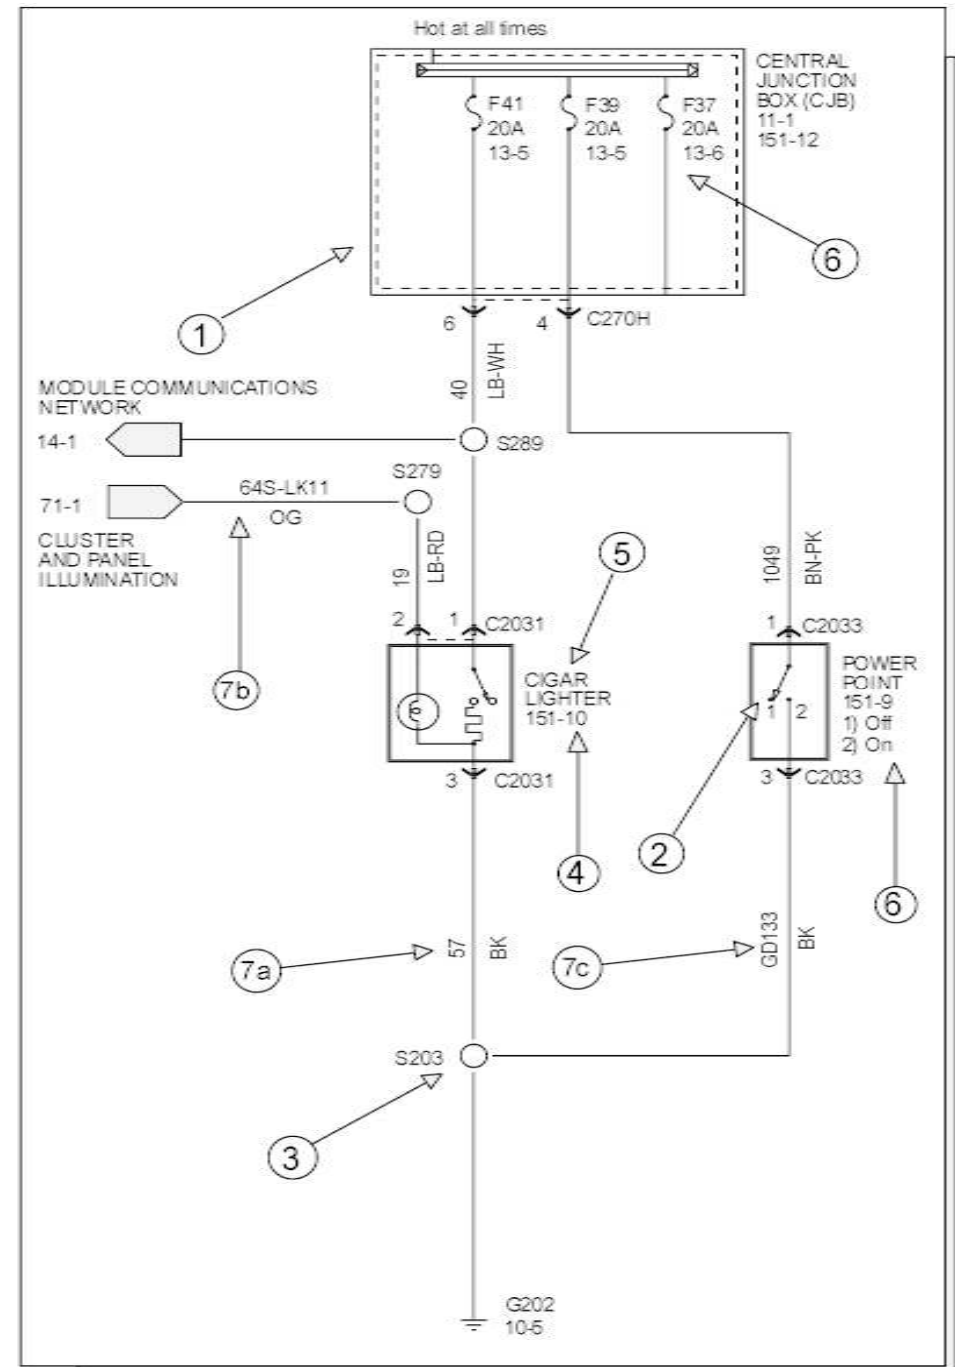 Hot at all times
CENTRAL
JUNCTION
BOX (CJB)
11-1
151-12
F41
20A
13-5
F39
20A
13-5
F37
20A
13-6
6
1
6
4
C270H
40
LB-WH
MODULE COMMUNICATIONS
NETWORK
14-1
S289
S279
71-1
64S-LK11
OG
CLUSTER
AND PANEL
ILLUMINATION
19
LB-RD
5
1049
BN-PK
2
1
C2031
1
C2033
7b
CIGAR
LIGHTER
151-10
POWER
POINT
151-9
1) Off
2) On
1
2
3
C2031
3
C2033
2
4
6
7a
57
BK
7c
GD133
BK
S203
3
G202
10-5